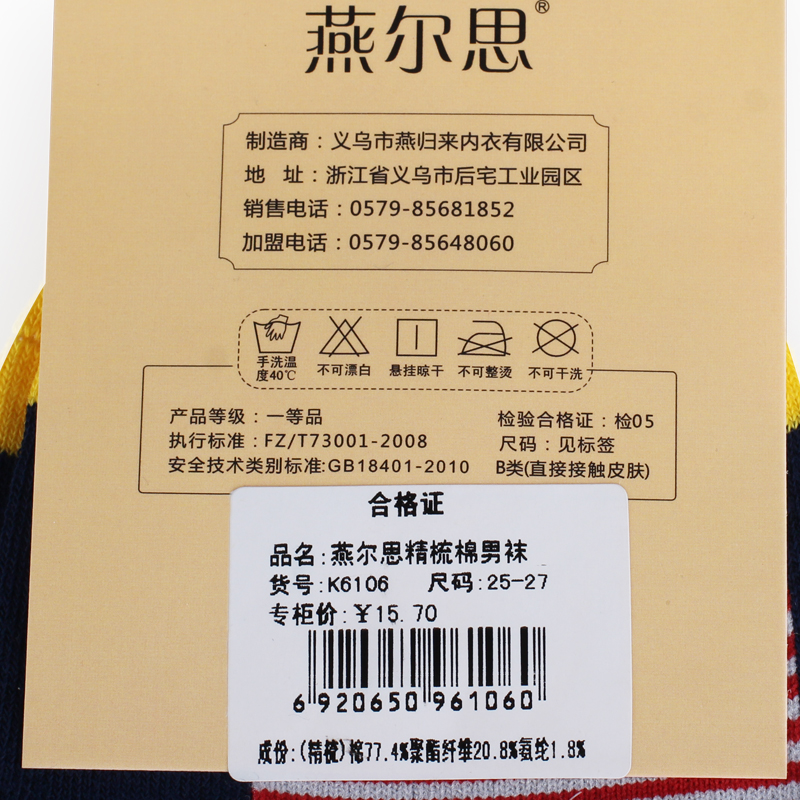 燕尔思®
制造商：义乌市燕归来内衣有限公司
地 址：浙江省义乌市后宅工业园区
销售电话：0579-85681852
加盟电话：0579-85648060
手洗温度40℃ 不可漂白 悬挂晾干 不可整烫 不可干洗
产品等级：一等品 检验合格证：检05
执行标准：FZ/T73001-2008 尺码：见标签
安全技术类别标准:GB18401-2010 B类(直接接触皮肤)
合格证
品名:燕尔思精梳棉男袜
货号:K6106 尺码:25-27
专柜价:¥15.70
6 920650 961060
成份:(精梳)棉77.4%聚酯纤维20.8%氨纶1.8%